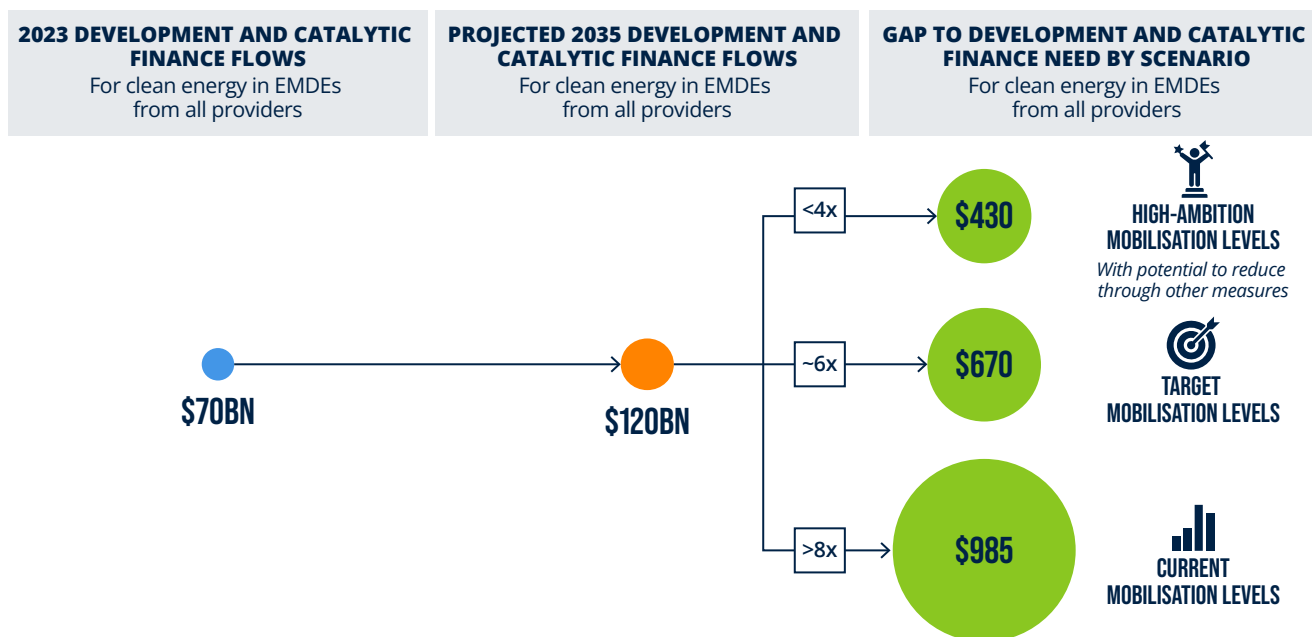 2023 DEVELOPMENT AND CATALYTIC
FINANCE FLOWS
For clean energy in EMDEs
from all providers
PROJECTED 2035 DEVELOPMENT AND
CATALYTIC FINANCE FLOWS
For clean energy in EMDEs
from all providers
GAP TO DEVELOPMENT AND CATALYTIC
FINANCE NEED BY SCENARIO
For clean energy in EMDEs
from all providers
$70BN
$120BN
<4x
$430
HIGH-AMBITION
MOBILISATION LEVELS
With potential to reduce
through other measures
~6x
$670
TARGET
MOBILISATION LEVELS
>8x
$985
CURRENT
MOBILISATION LEVELS